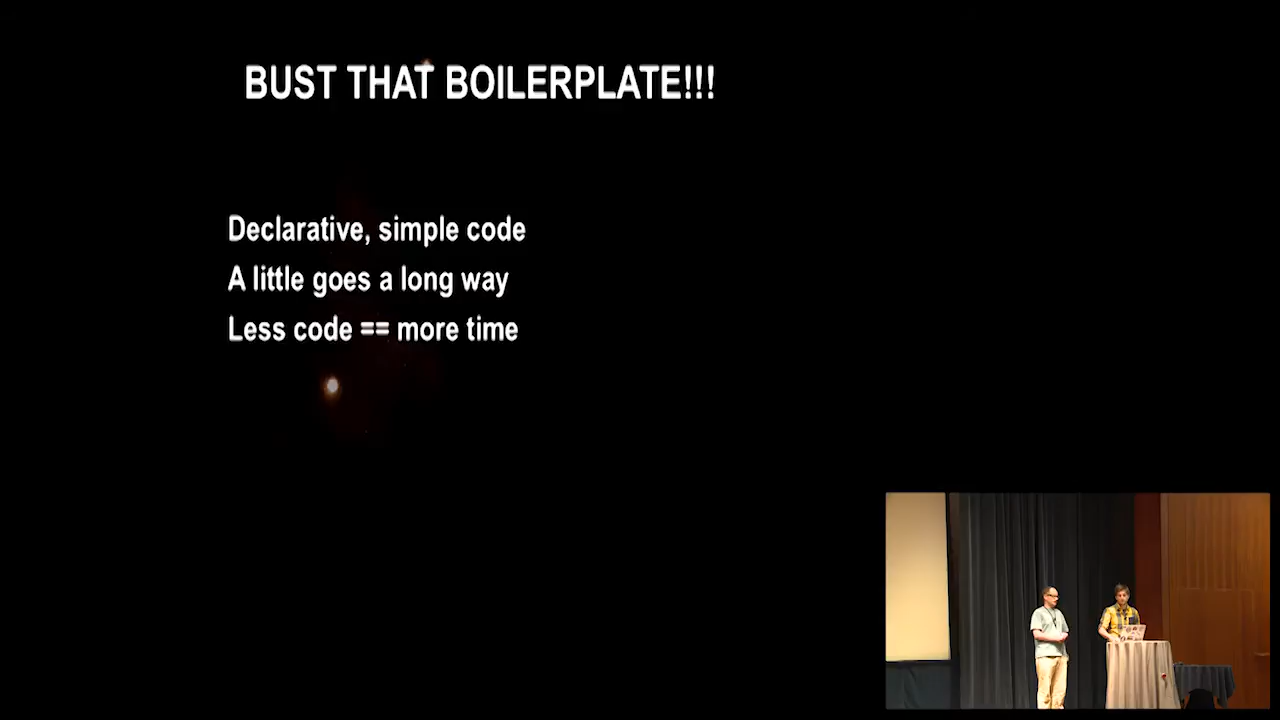 BUST THAT BOILERPLATE!!!
Declarative, simple code
A little goes a long way
Less code == more time